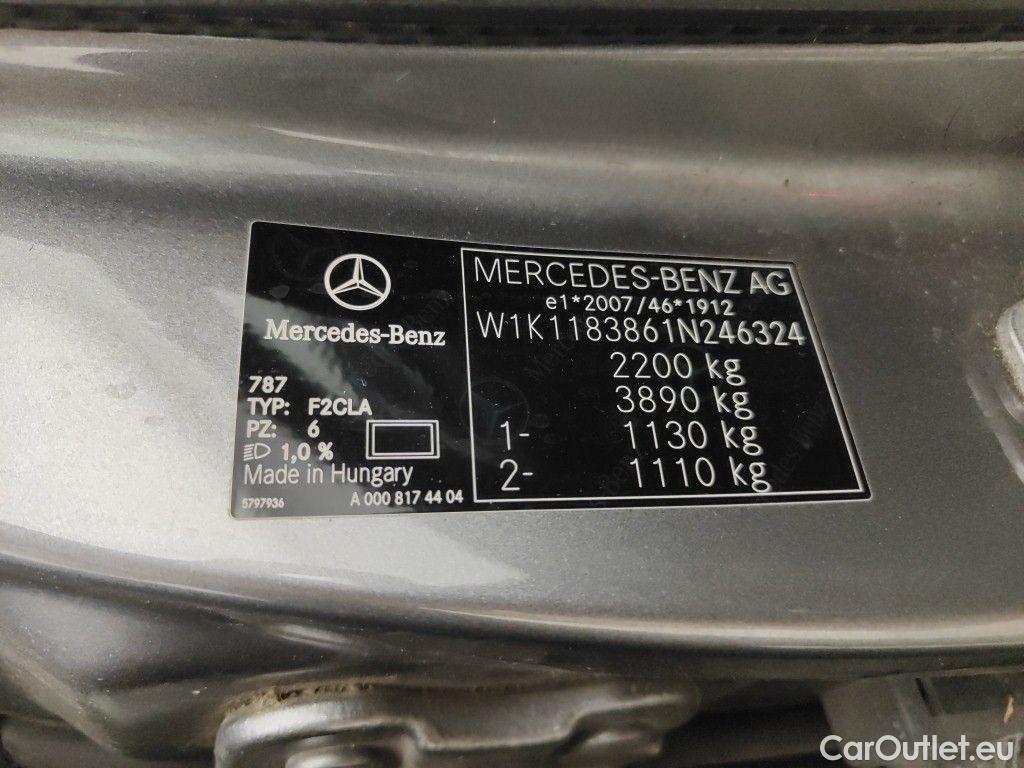 Mercedes-Benz
787
TYP: F2CLA
PZ: 6
1,0 %
Made in Hungary
5797936
A 000 817 44 04
MERCEDES-BENZ AG
e1*2007/46*1912
W1K1183861N246324
2200 kg
3890 kg
1- 1130 kg
2- 1110 kg
CarOutlet.eu